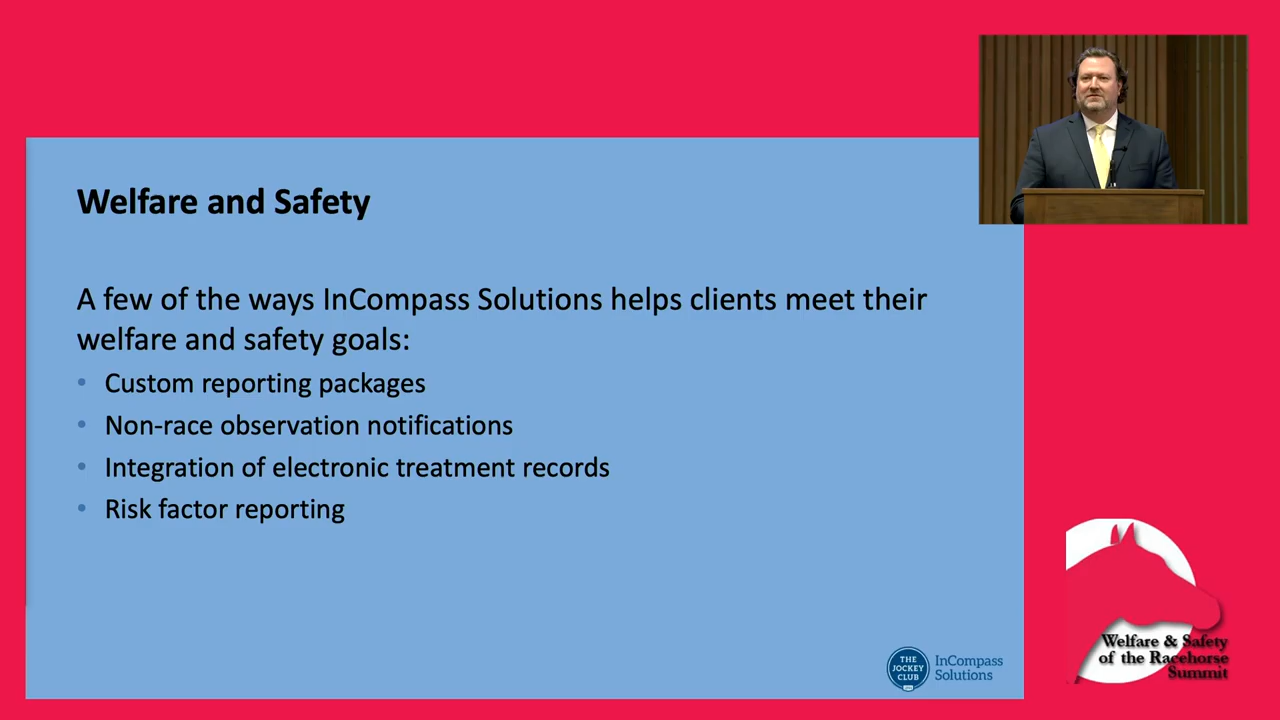 Welfare and Safety
A few of the ways InCompass Solutions helps clients meet their
welfare and safety goals:
• Custom reporting packages
• Non-race observation notifications
• Integration of electronic treatment records
• Risk factor reporting
THE
JOCKEY
CLUB
InCompass
Solutions
Welfare & Safety
of the Racehorse
Summit